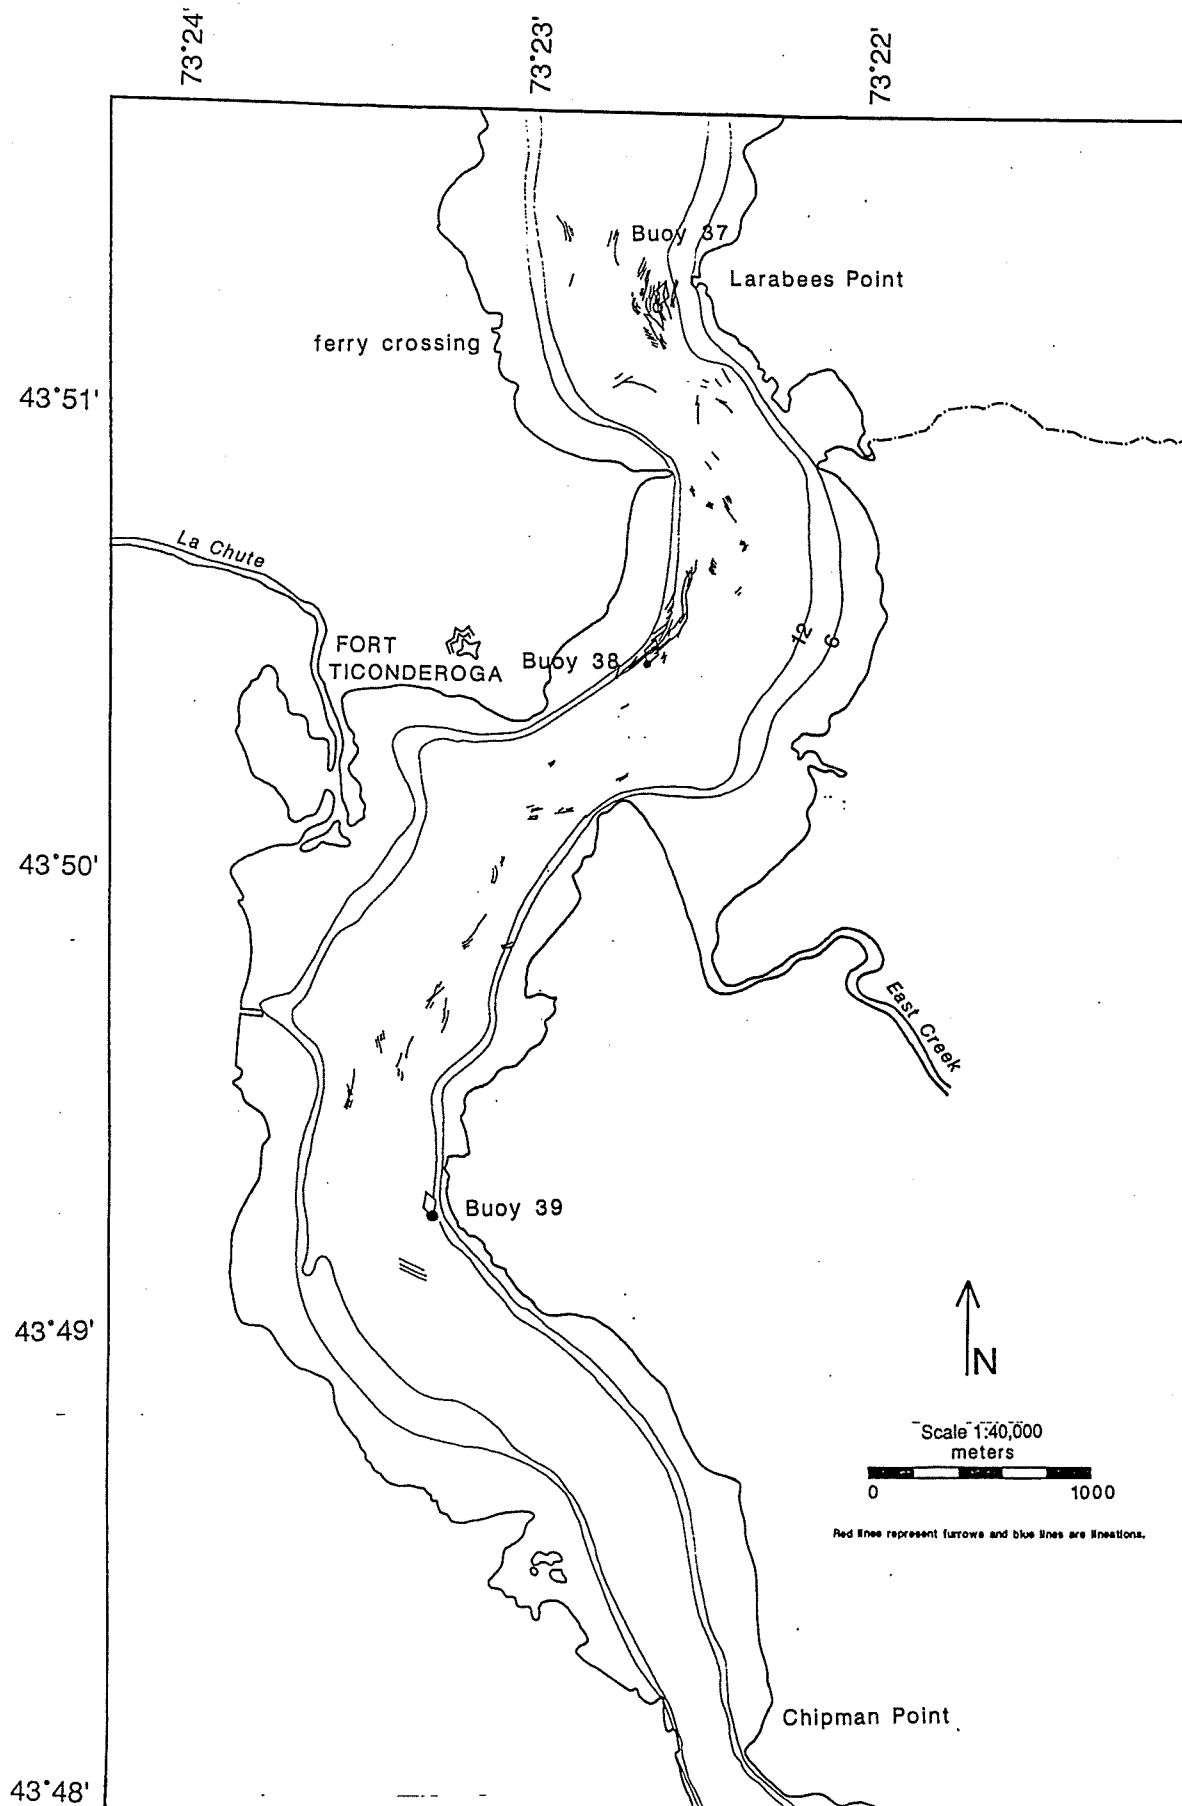 73°24'
73°23'
73°22'
Buoy 37
Larabees Point
ferry crossing
43°51'
La Chute
FORT
TICONDEROGA
Buoy 38
12
6
43°50'
East Creek
Buoy 39
43°49'
N
Scale 1:40,000
meters
0 1000
Red lines represent furrows and blue lines are lineations.
Chipman Point
43°48'